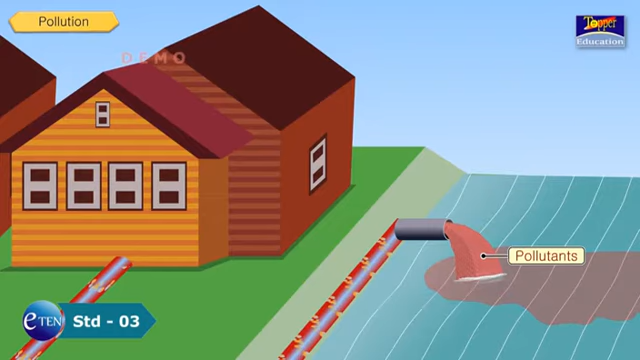 Pollution
Topper
Education
DEMO
Pollutants
eTEN
Std - 03